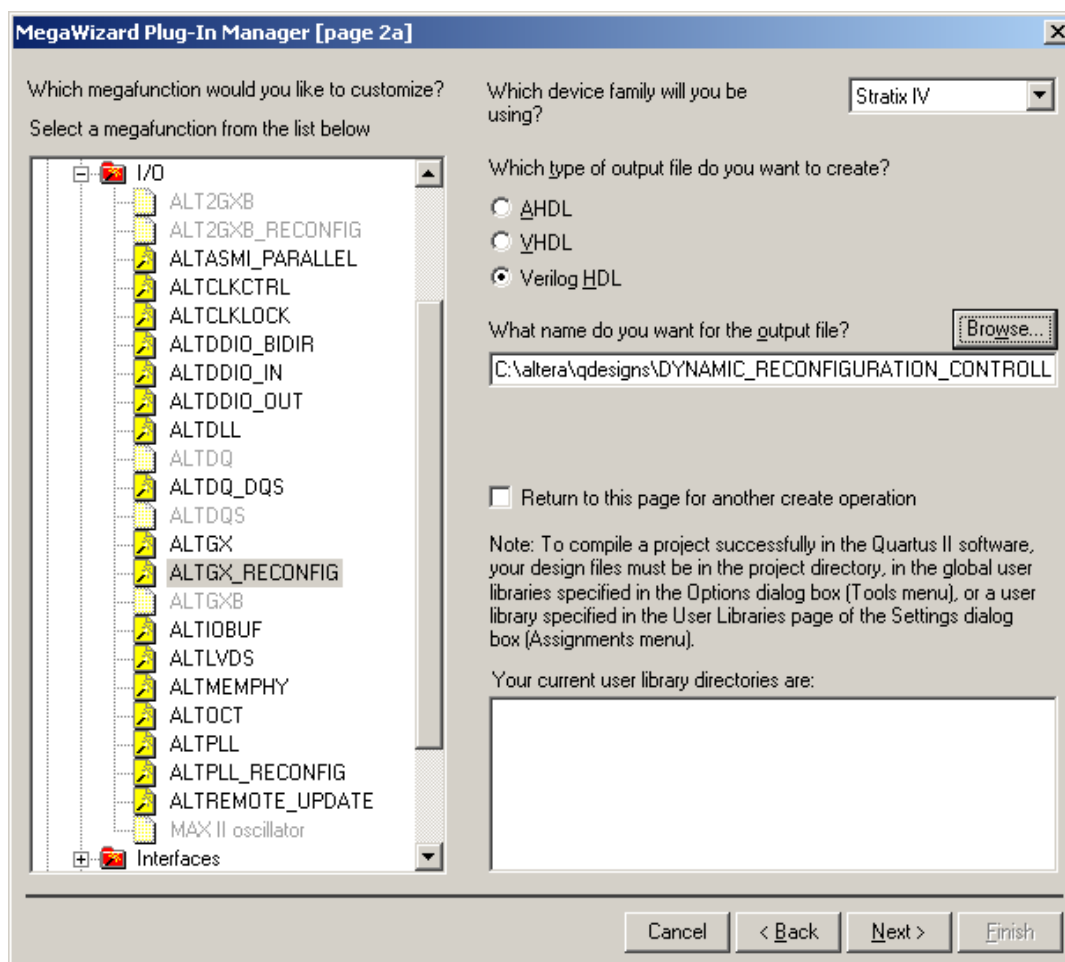 MegaWizard Plug-In Manager [page 2a]
Which megafunction would you like to customize?
Select a megafunction from the list below
I/O
ALT2GXB
ALT2GXB_RECONFIG
ALTASMI_PARALLEL
ALTCLKCTRL
ALTCLKLOCK
ALTDDIO_BIDIR
ALTDDIO_IN
ALTDDIO_OUT
ALTDLL
ALTDQ
ALTDQ_DQS
ALTDQS
ALTGX
ALTGX_RECONFIG
ALTGXB
ALTIOBUF
ALTLVDS
ALTMEMPHY
ALTOCT
ALTPLL
ALTPLL_RECONFIG
ALTREMOTE_UPDATE
MAX II oscillator
Interfaces
Which device family will you be
using?
Stratix IV
Which type of output file do you want to create?
AHDL
VHDL
Verilog HDL
What name do you want for the output file?
Browse...
C:\altera\qdesigns\DYNAMIC_RECONFIGURATION_CONTROLL
Return to this page for another create operation
Note: To compile a project successfully in the Quartus II software,
your design files must be in the project directory, in the global user
libraries specified in the Options dialog box (Tools menu), or a user
library specified in the User Libraries page of the Settings dialog
box (Assignments menu).
Your current user library directories are:
Cancel
< Back
Next >
Finish